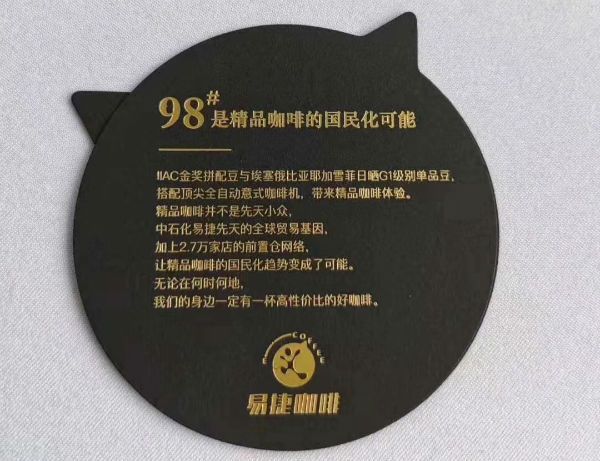 98#是精品咖啡的国民化可能
IIAC金奖拼配豆与埃塞俄比亚耶加雪菲日晒G1级别单品豆,
搭配顶尖全自动意式咖啡机，带来精品咖啡体验。
精品咖啡并不是先天小众,
中石化易捷先天的全球贸易基因,
加上2.7万家店的前置仓网络,
让精品咖啡的国民化趋势变成了可能。
无论在何时何地,
我们的身边一定有一杯高性价比的好咖啡。
COFFEE
易捷咖啡